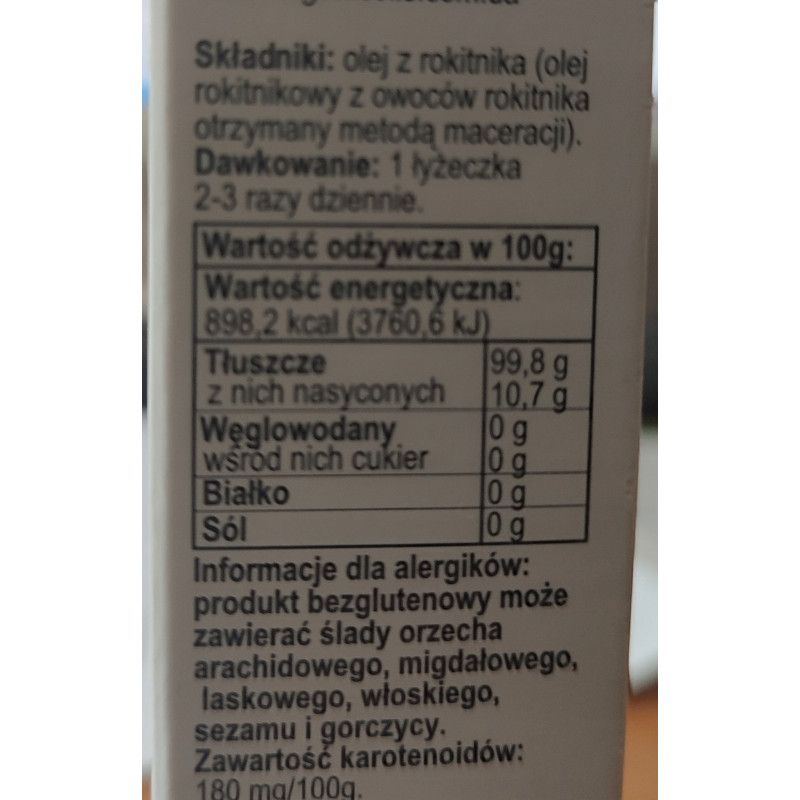 Składniki: olej z rokitnika (olej
rokitnikowy z owoców rokitnika
otrzymany metodą maceracji).
Dawkowanie: 1 łyżeczka
2-3 razy dziennie.
Wartość odżywcza w 100g:
Wartość energetyczna:
898,2 kcal (3760,6 kJ)
Tłuszcze 99,8 g
z nich nasyconych 10,7 g
Węglowodany 0 g
wśród nich cukier 0 g
Białko 0 g
Sól 0 g
Informacje dla alergików:
produkt bezglutenowy może
zawierać ślady orzecha
arachidowego, migdałowego,
laskowego, włoskiego,
sezamu i gorczycy.
Zawartość karotenoidów:
180 mg/100g.